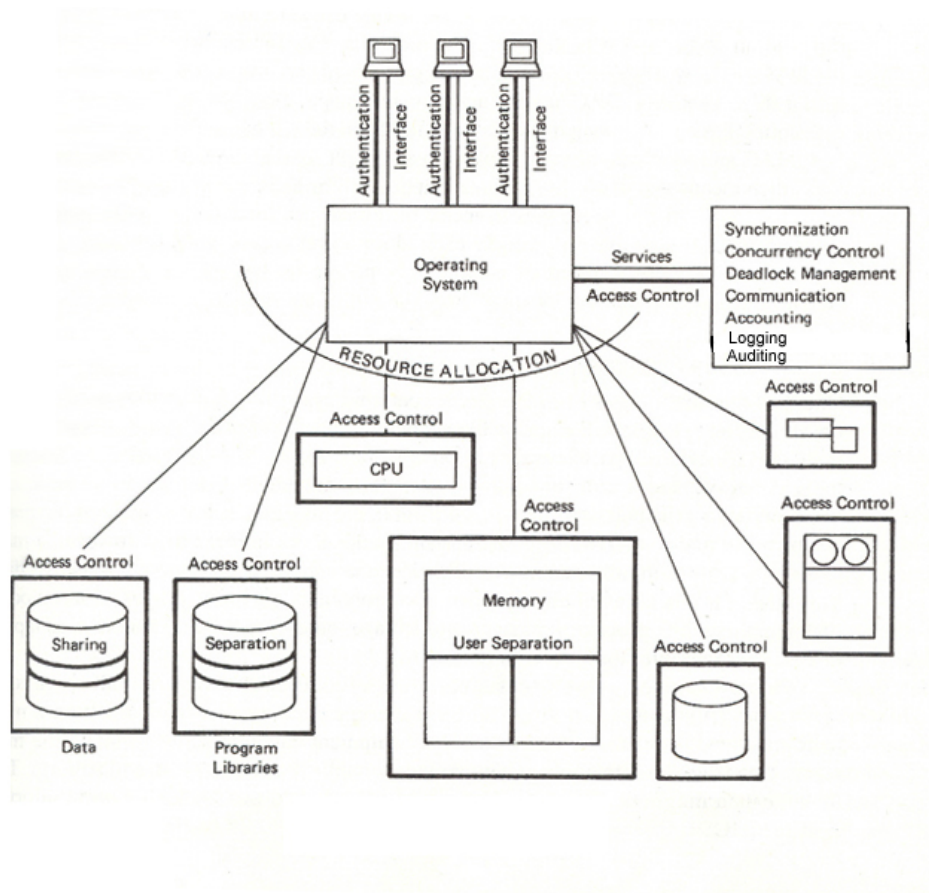 Authentication
Interface
Authentication
Interface
Authentication
Interface
Operating
System
Services
Access Control
Synchronization
Concurrency Control
Deadlock Management
Communication
Accounting
Logging
Auditing
RESOURCE ALLOCATION
Access Control
Access Control
CPU
Access Control
Access
Control
Access Control
Access Control
Memory
Sharing
Separation
User Separation
Access Control
Data
Program
Libraries